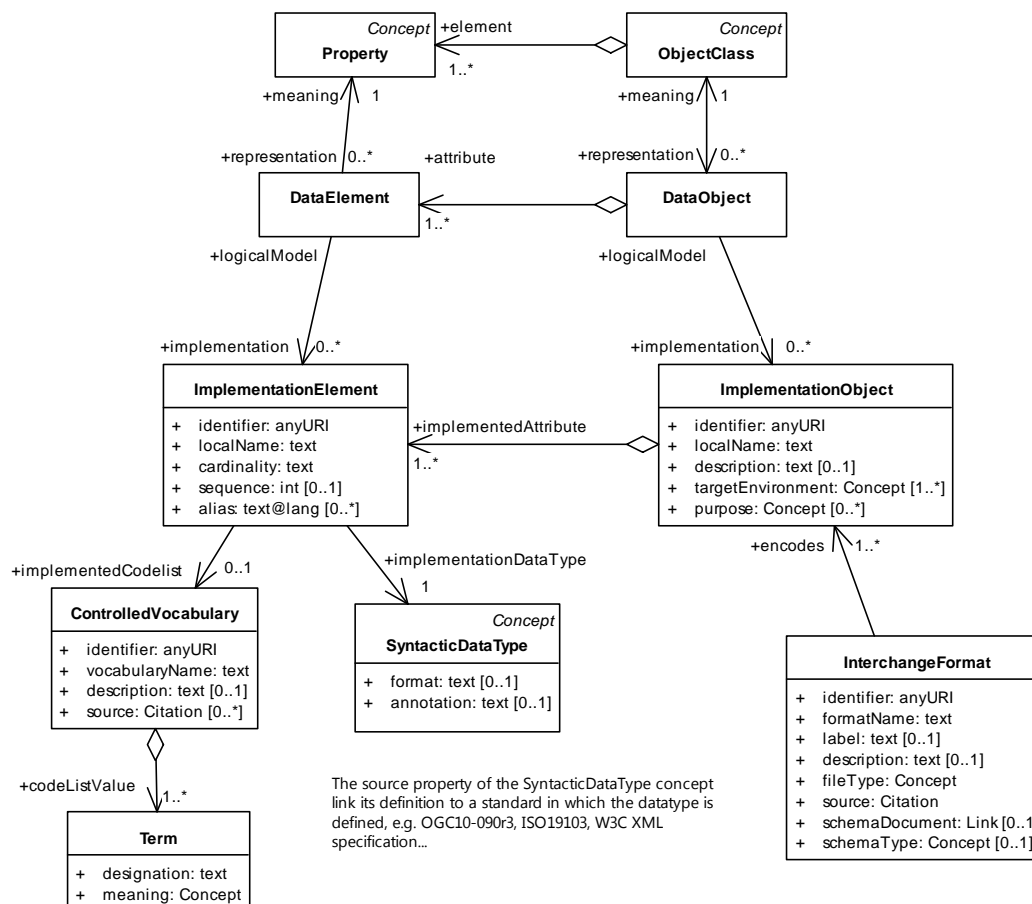 Concept
Property
+element
1..*
Concept
ObjectClass
+meaning
1
+meaning
1
+representation
0..*
+attribute
+representation
0..*
DataElement
1..*
DataObject
+logicalModel
+logicalModel
+implementation
0..*
+implementation
0..*
ImplementationElement
+ identifier: anyURI
+ localName: text
+ cardinality: text
+ sequence: int [0..1]
+ alias: text@lang [0..*]
+implementedAttribute
1..*
ImplementationObject
+ identifier: anyURI
+ localName: text
+ description: text [0..1]
+ targetEnvironment: Concept [1..*]
+ purpose: Concept [0..*]
+implementedCodelist
0..1
+implementationDataType
1
+encodes
1..*
ControlledVocabulary
+ identifier: anyURI
+ vocabularyName: text
+ description: text [0..1]
+ source: Citation [0..*]
Concept
SyntacticDataType
+ format: text [0..1]
+ annotation: text [0..1]
InterchangeFormat
+ identifier: anyURI
+ formatName: text
+ label: text [0..1]
+ description: text [0..1]
+ fileType: Concept
+ source: Citation
+ schemaDocument: Link [0..1]
+ schemaType: Concept [0..1]
+codeListValue
1..*
The source property of the SyntacticDataType concept
link its definition to a standard in which the datatype is
defined, e.g. OGC10-090r3, ISO19103, W3C XML
specification...
Term
+ designation: text
+ meaning: Concept